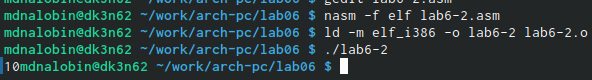 mdnalobin@dk3n62 ~/work/arch-pc/lab06 $ gedit lab6-2.asm
mdnalobin@dk3n62 ~/work/arch-pc/lab06 $ nasm -f elf lab6-2.asm
mdnalobin@dk3n62 ~/work/arch-pc/lab06 $ ld -m elf_i386 -o lab6-2 lab6-2.o
mdnalobin@dk3n62 ~/work/arch-pc/lab06 $ ./lab6-2
10mdnalobin@dk3n62 ~/work/arch-pc/lab06 $